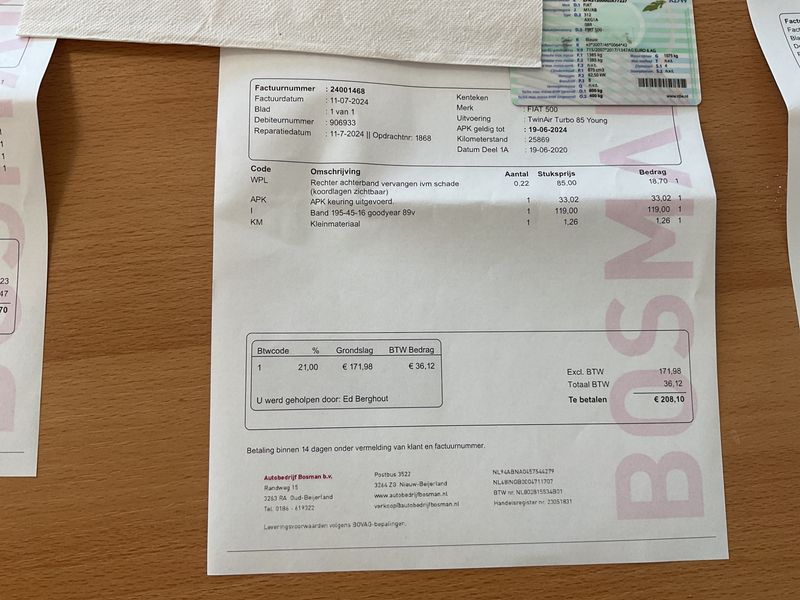 Factuurnummer : 24001468
Factuurdatum : 11-07-2024
Blad : 1 van 1
Debiteurnummer : 906933
Reparatiedatum : 11-7-2024 || Opdrachtnr: 1868
Kenteken
Merk : FIAT 500
Uitvoering : TwinAir Turbo 85 Young
APK geldig tot : 19-06-2024
Kilometerstand : 25869
Datum Deel 1A : 19-06-2020
Code Omschrijving Aantal Stuksprijs Bedrag
WPL Rechter achterband vervangen ivm schade 0,22 85,00 18,70 1
(koordlagen zichtbaar)
APK APK keuring uitgevoerd. 1 33,02 33,02 1
I Band 195-45-16 goodyear 89v 1 119,00 119,00 1
KM Kleinmateriaal 1 1,26 1,26 1
Btwcode % Grondslag BTW Bedrag
1 21,00 € 171,98 € 36,12
U werd geholpen door: Ed Berghout
Excl. BTW 171,98
Totaal BTW 36,12
Te betalen € 208,10
Betaling binnen 14 dagen onder vermelding van klant en factuurnummer.
Autobedrijf Bosman b.v.
Randweg 15
3263 RA Oud-Beijerland
Tel. 0186 - 619322
Postbus 3522
3264 ZG Nieuw-Beijerland
www.autobedrijfbosman.nl
verkoop@autobedrijfbosman.nl
NL94ABNA0457544279
BTW nr. NL802815534B01
Handelsregister nr. 23051831
Leveringsvoorwaarden volgens BOVAG-bepalingen.
BOSMA